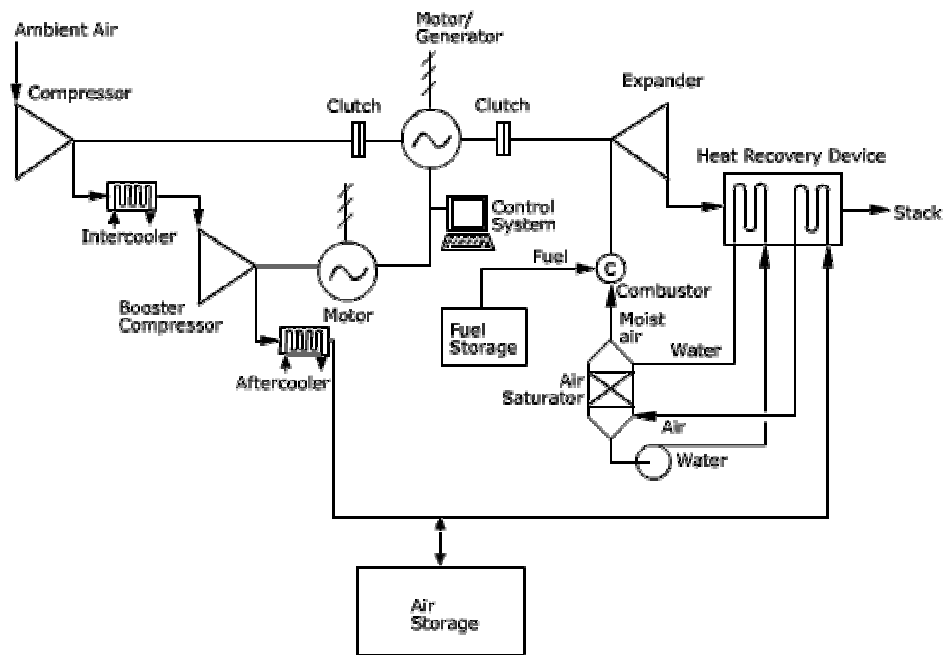 Ambient Air
Motor/
Generator
Compressor
Clutch
Clutch
Expander
Heat Recovery Device
Stack
Intercooler
Control
System
Booster
Compressor
Motor
Fuel
C
Combustor
Fuel
Storage
Moist
air
Water
Aftercooler
Air
Saturator
Air
Water
Air
Storage